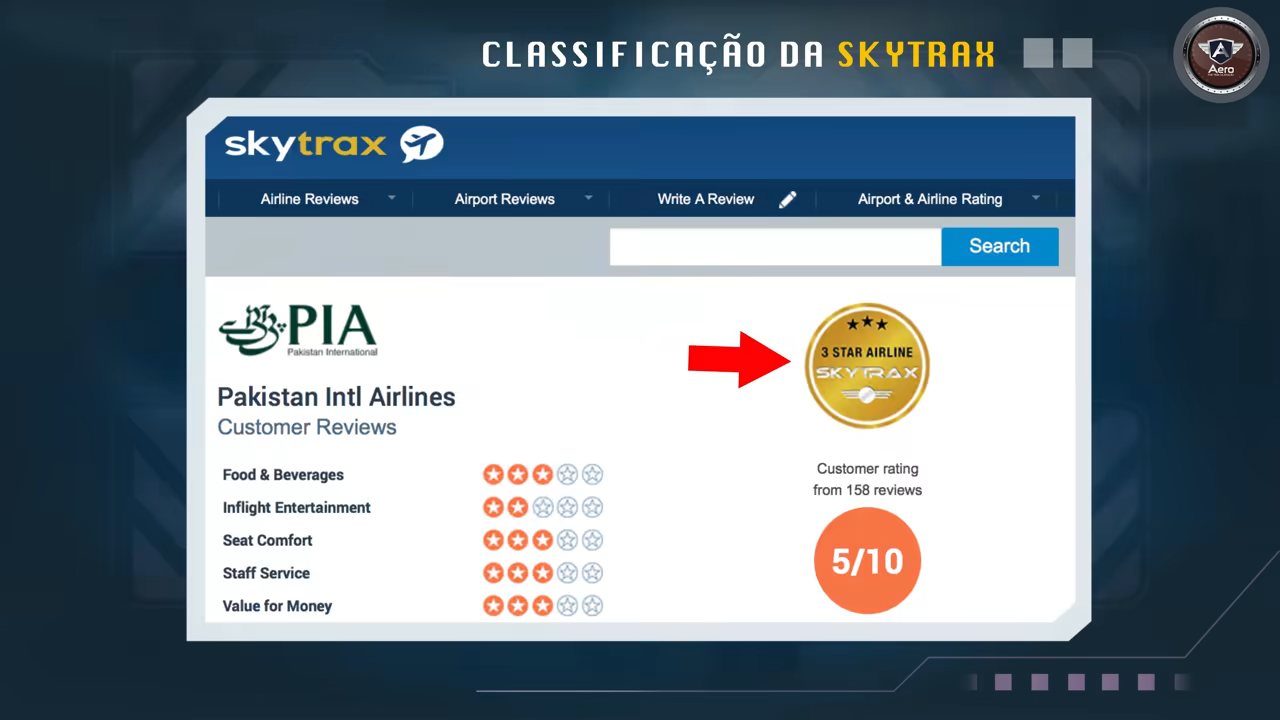 CLASSIFICAÇÃO DA SKYTRAX
Aero
skytrax
Airline Reviews
Airport Reviews
Write A Review
Airport & Airline Rating
Search
PIA
Pakistan International
3 STAR AIRLINE
SKYTRAX
Pakistan Intl Airlines
Customer Reviews
Food & Beverages
Inflight Entertainment
Seat Comfort
Staff Service
Value for Money
Customer rating
from 158 reviews
5/10